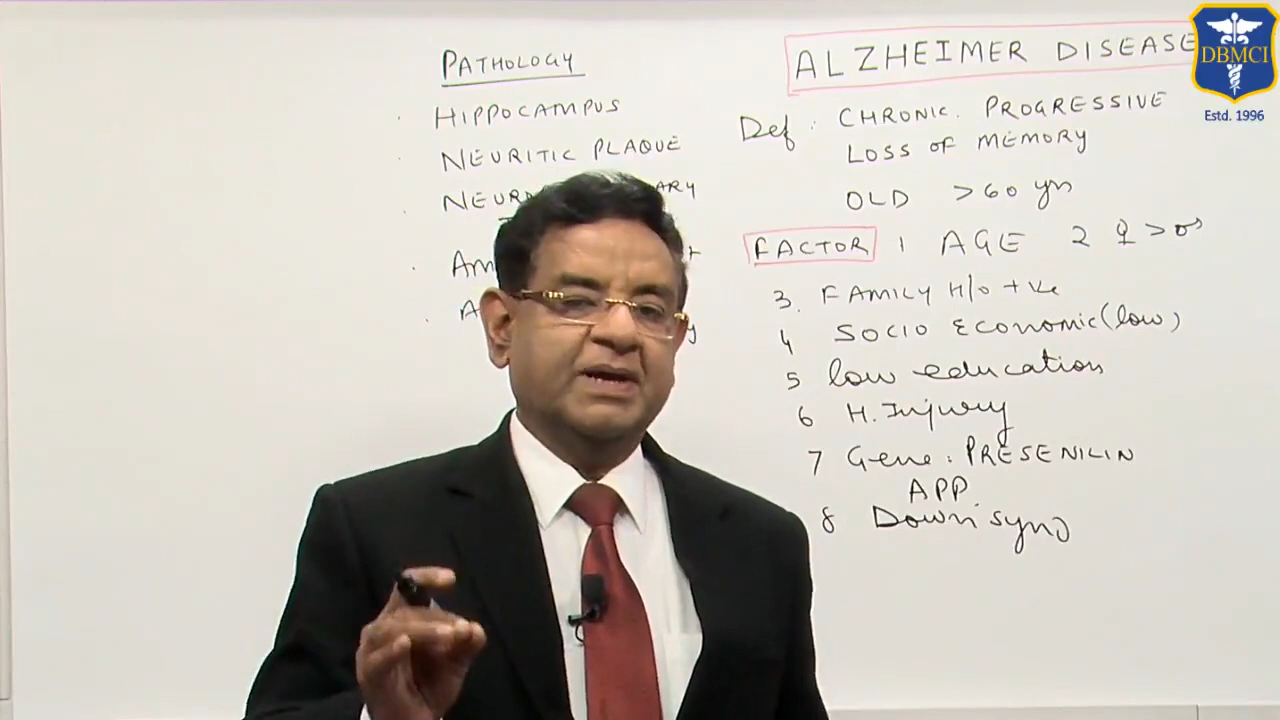 PATHOLOGY
HIPPOCAMPUS
NEURITIC PLAQUE
ALZHEIMER DISEASE
Def: CHRONIC. PROGRESSIVE
LOSS OF MEMORY
OLD >60 yrs
FACTOR 1 AGE 2 ♀ > ♂
3. FAMILY H/o +ve
4 SOCIO ECONOMIC (low)
5 low education
6 H. Injury
7 Gene: PRESENILIN
APP
8 Down synd
DBMCI
Estd. 1996